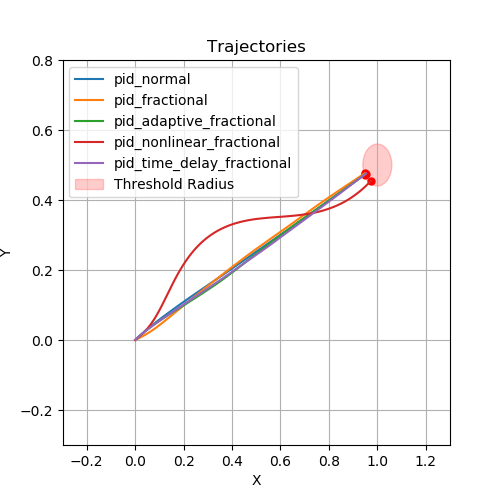 Trajectories
pid_normal
pid_fractional
pid_adaptive_fractional
pid_nonlinear_fractional
pid_time_delay_fractional
Threshold Radius
0.8
0.6
0.4
0.2
0.0
−0.2
Y
−0.2 0.0 0.2 0.4 0.6 0.8 1.0 1.2
X